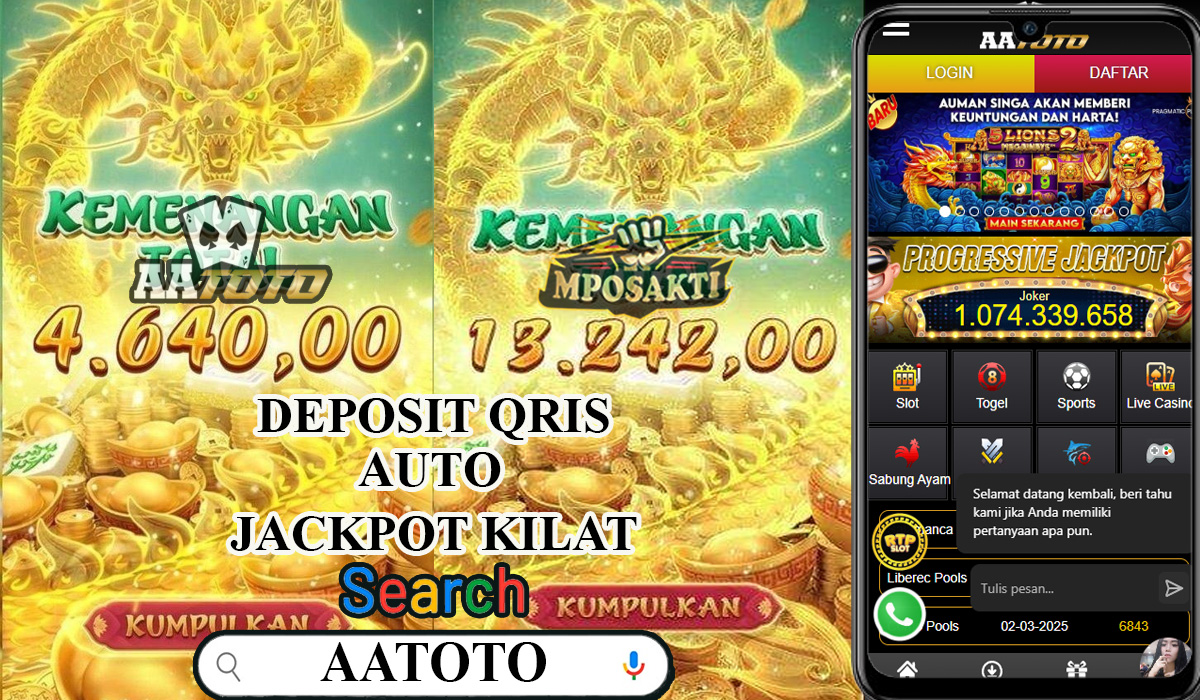 KEMENANGAN
TOTAL
AATOTO
4.640,00
KEMENANGAN
MPOSAKTI
13.242,00
DEPOSIT QRIS
AUTO
JACKPOT KILAT
Search
KUMPULKAN
KUMPULKAN
AATOTO
AATOTO
LOGIN
DAFTAR
BARU
AUMAN SINGA AKAN MEMBERI
KEUNTUNGAN DAN HARTA!
PRAGMATIC
5 LIONS 2
MEGAWAYS
MAIN SEKARANG
PROGRESSIVE JACKPOT
Joker
1.074.339.658
Slot
Togel
Sports
Live Casino
Sabung Ayam
Selamat datang kembali, beri tahu
kami jika Anda memiliki
pertanyaan apa pun.
RTP
SLOT
Liberec Pools
Tulis pesan...
Pools 02-03-2025 6843